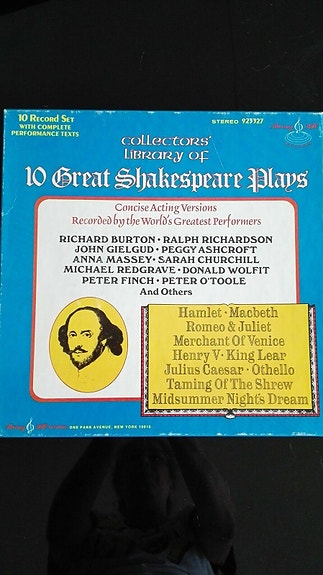 10 Record Set
WITH COMPLETE
PERFORMANCE TEXTS
STEREO 923327
Collectors'
Library of
10 Great Shakespeare Plays
Concise Acting Versions
Recorded by the World's Greatest Performers
RICHARD BURTON · RALPH RICHARDSON
JOHN GIELGUD · PEGGY ASHCROFT
ANNA MASSEY · SARAH CHURCHILL
MICHAEL REDGRAVE · DONALD WOLFIT
PETER FINCH · PETER O'TOOLE
And Others
Hamlet · Macbeth
Romeo & Juliet
Merchant Of Venice
Henry V · King Lear
Julius Caesar · Othello
Taming Of The Shrew
Midsummer Night's Dream
ONE PARK AVENUE, NEW YORK 10016